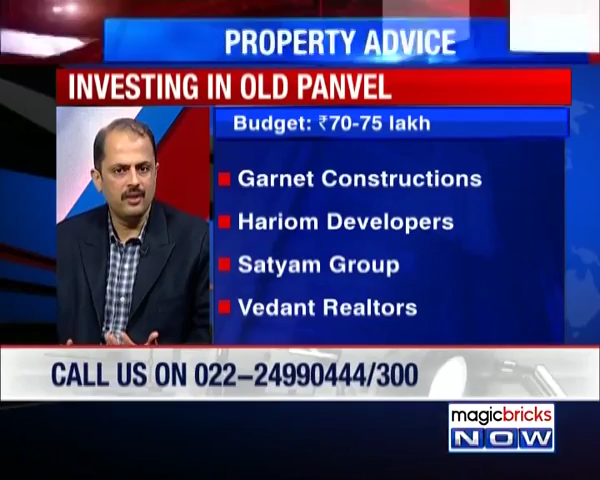 PROPERTY ADVICE
INVESTING IN OLD PANVEL
Budget: ₹70-75 lakh
Garnet Constructions
Hariom Developers
Satyam Group
Vedant Realtors
CALL US ON 022–24990444/300
magicbricks
NOW